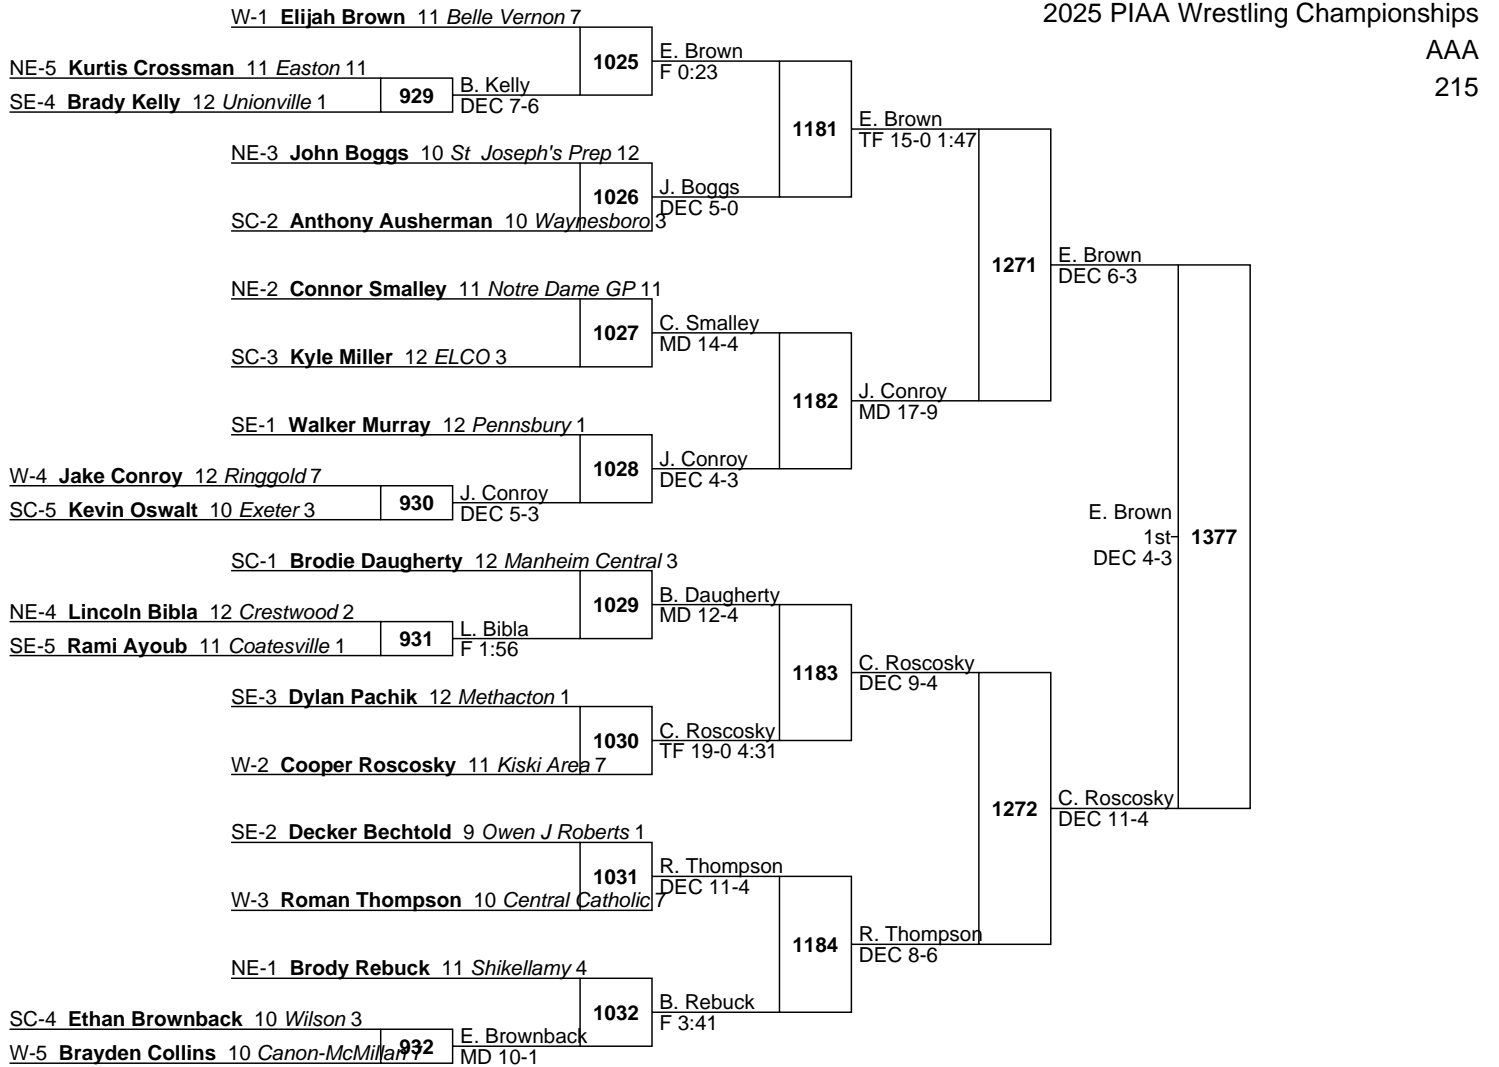 2025 PIAA Wrestling Championships
AAA
215
W-1 Elijah Brown 11 Belle Vernon 7
1025
E. Brown
F 0:23
NE-5 Kurtis Crossman 11 Easton 11
SE-4 Brady Kelly 12 Unionville 1
929
B. Kelly
DEC 7-6
1181
E. Brown
TF 15-0 1:47
NE-3 John Boggs 10 St Joseph's Prep 12
1026
J. Boggs
DEC 5-0
SC-2 Anthony Ausherman 10 Waynesboro 3
1271
E. Brown
DEC 6-3
NE-2 Connor Smalley 11 Notre Dame GP 11
1027
C. Smalley
MD 14-4
SC-3 Kyle Miller 12 ELCO 3
1182
J. Conroy
MD 17-9
SE-1 Walker Murray 12 Pennsbury 1
1028
J. Conroy
DEC 4-3
W-4 Jake Conroy 12 Ringgold 7
SC-5 Kevin Oswalt 10 Exeter 3
930
J. Conroy
DEC 5-3
E. Brown
1st
DEC 4-3
1377
SC-1 Brodie Daugherty 12 Manheim Central 3
1029
B. Daugherty
MD 12-4
NE-4 Lincoln Bibla 12 Crestwood 2
SE-5 Rami Ayoub 11 Coatesville 1
931
L. Bibla
F 1:56
1183
C. Roscosky
DEC 9-4
SE-3 Dylan Pachik 12 Methacton 1
1030
C. Roscosky
TF 19-0 4:31
W-2 Cooper Roscosky 11 Kiski Area 7
1272
C. Roscosky
DEC 11-4
SE-2 Decker Bechtold 9 Owen J Roberts 1
1031
R. Thompson
DEC 11-4
W-3 Roman Thompson 10 Central Catholic 7
1184
R. Thompson
DEC 8-6
NE-1 Brody Rebuck 11 Shikellamy 4
1032
B. Rebuck
F 3:41
SC-4 Ethan Brownback 10 Wilson 3
W-5 Brayden Collins 10 Canon-McMillan 7
932
E. Brownback
MD 10-1